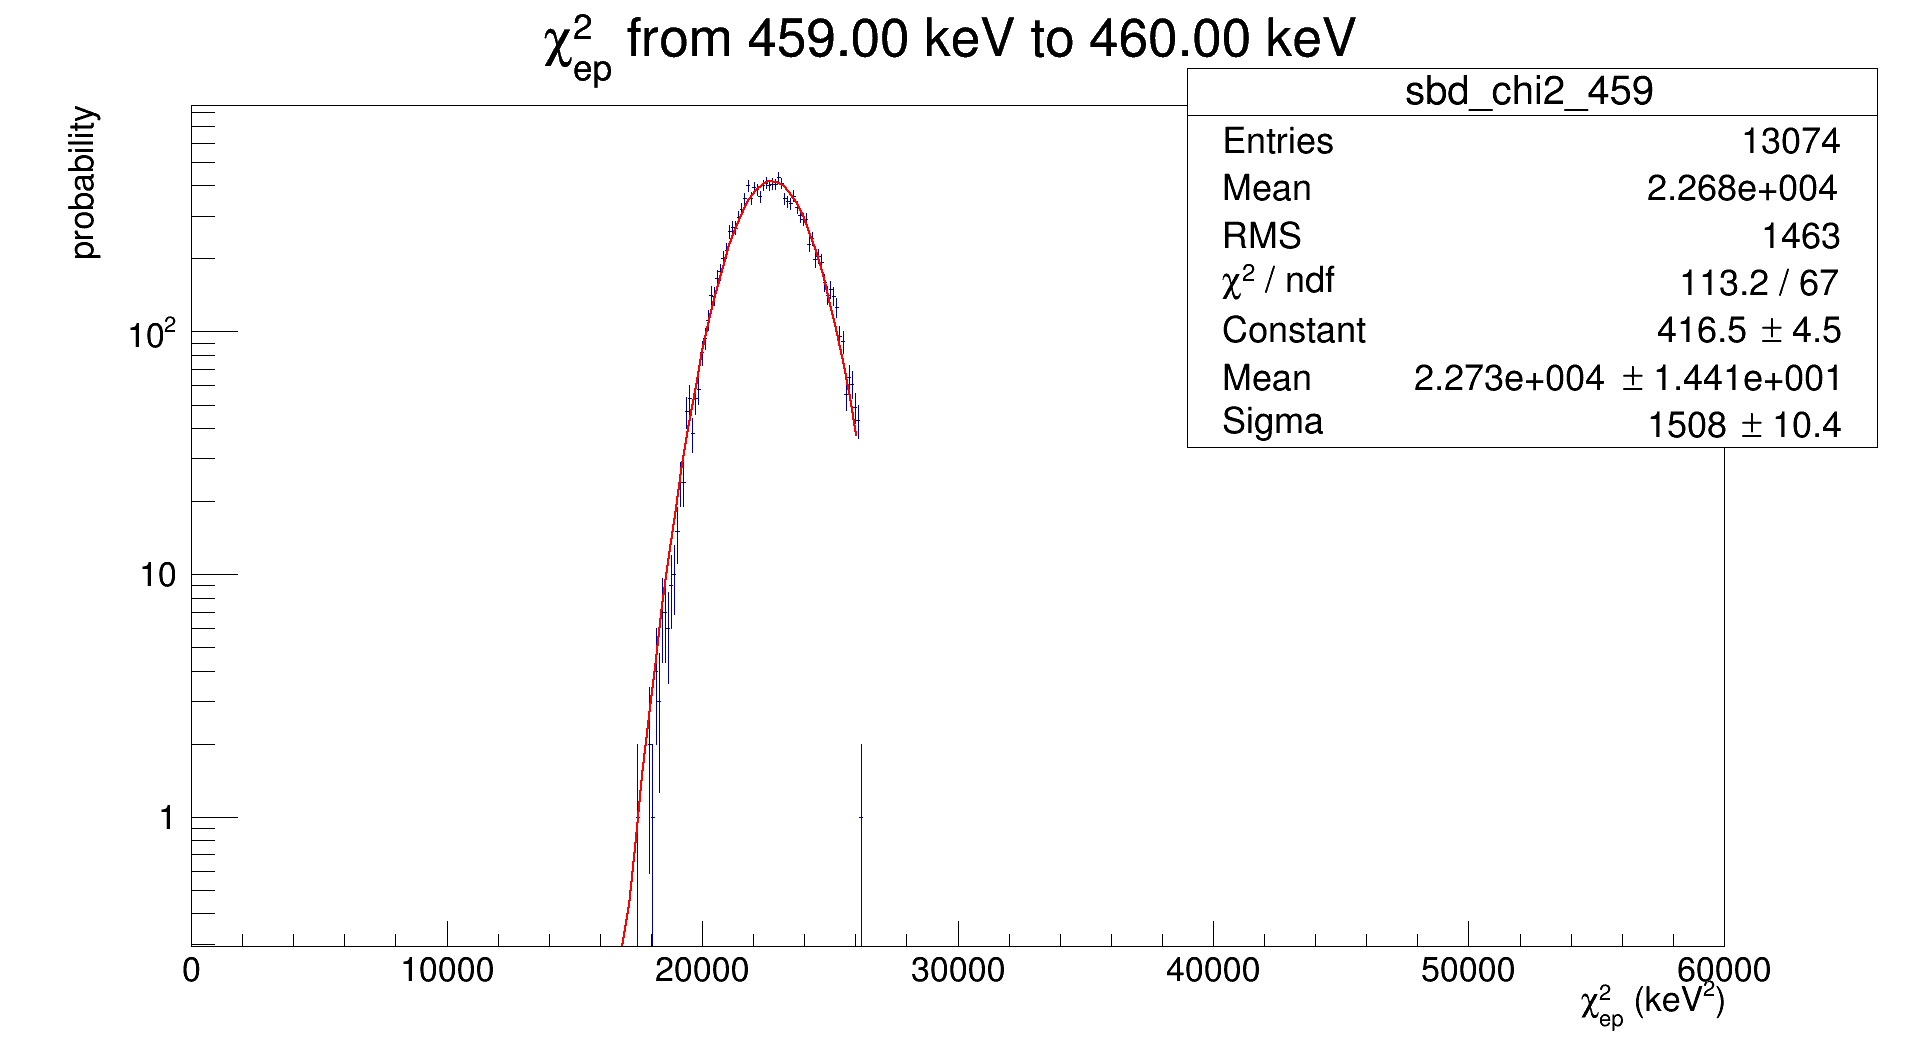 χ²ep from 459.00 keV to 460.00 keV
sbd_chi2_459
Entries 13074
Mean 2.268e+004
RMS 1463
χ² / ndf 113.2 / 67
Constant 416.5 ± 4.5
Mean 2.273e+004 ± 1.441e+001
Sigma 1508 ± 10.4
probability
10²
10
1
0 10000 20000 30000 40000 50000 60000
χ²ep (keV²)